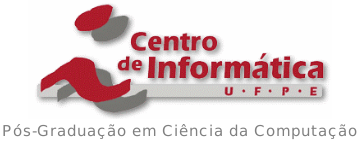 Centro
de Informática
U · F · P · E
Pós-Graduação em Ciência da Computação